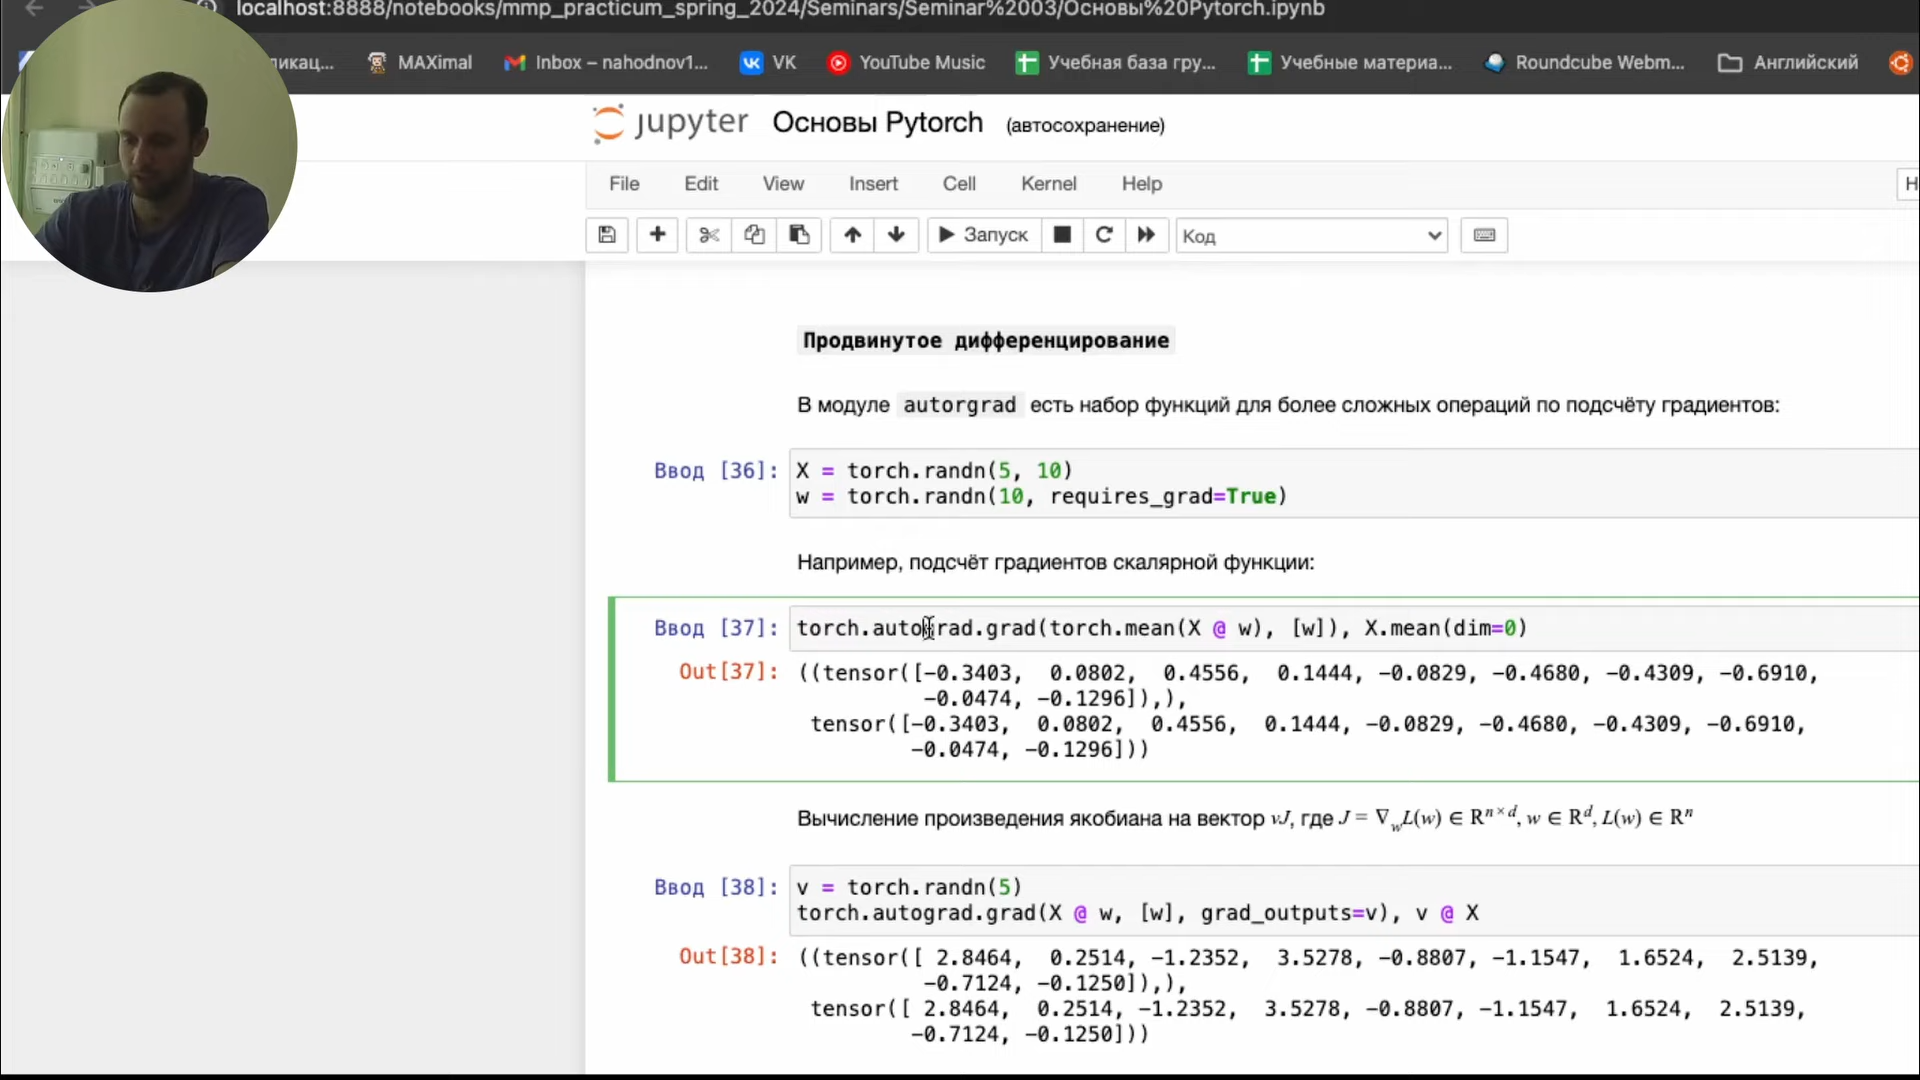 localhost:8888/notebooks/mmp_practicum_spring_2024/Seminars/Seminar%2003/Основы%20Pytorch.ipynb
ликац... MAXimal Inbox – nahodnov1... VK YouTube Music Учебная база гру... Учебные материа... Roundcube Webm... Английский
jupyter Основы Pytorch (автосохранение)
File Edit View Insert Cell Kernel Help
Запуск Код
Продвинутое дифференцирование
В модуле autorgrad есть набор функций для более сложных операций по подсчёту градиентов:
Ввод [36]: X = torch.randn(5, 10)
w = torch.randn(10, requires_grad=True)
Например, подсчёт градиентов скалярной функции:
Ввод [37]: torch.autograd.grad(torch.mean(X @ w), [w]), X.mean(dim=0)
Out[37]: ((tensor([-0.3403, 0.0802, 0.4556, 0.1444, -0.0829, -0.4680, -0.4309, -0.6910,
-0.0474, -0.1296]),),
tensor([-0.3403, 0.0802, 0.4556, 0.1444, -0.0829, -0.4680, -0.4309, -0.6910,
-0.0474, -0.1296]))
Вычисление произведения якобиана на вектор vJ, где J = ∇_w L(w) ∈ R^{n×d}, w ∈ R^d, L(w) ∈ R^n
Ввод [38]: v = torch.randn(5)
torch.autograd.grad(X @ w, [w], grad_outputs=v), v @ X
Out[38]: ((tensor([ 2.8464, 0.2514, -1.2352, 3.5278, -0.8807, -1.1547, 1.6524, 2.5139,
-0.7124, -0.1250]),),
tensor([ 2.8464, 0.2514, -1.2352, 3.5278, -0.8807, -1.1547, 1.6524, 2.5139,
-0.7124, -0.1250]))